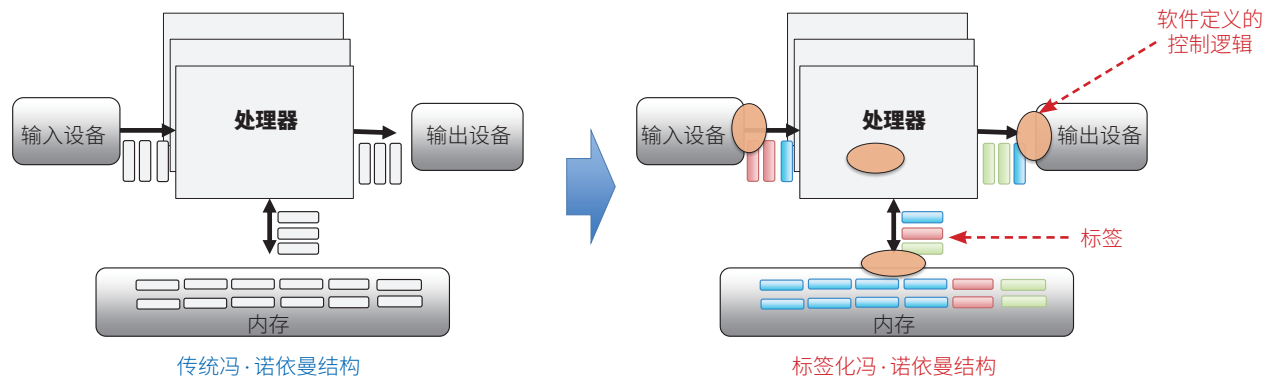 输入设备
处理器
输出设备
内存
传统冯·诺依曼结构
软件定义的
控制逻辑
输入设备
处理器
输出设备
标签
内存
标签化冯·诺依曼结构